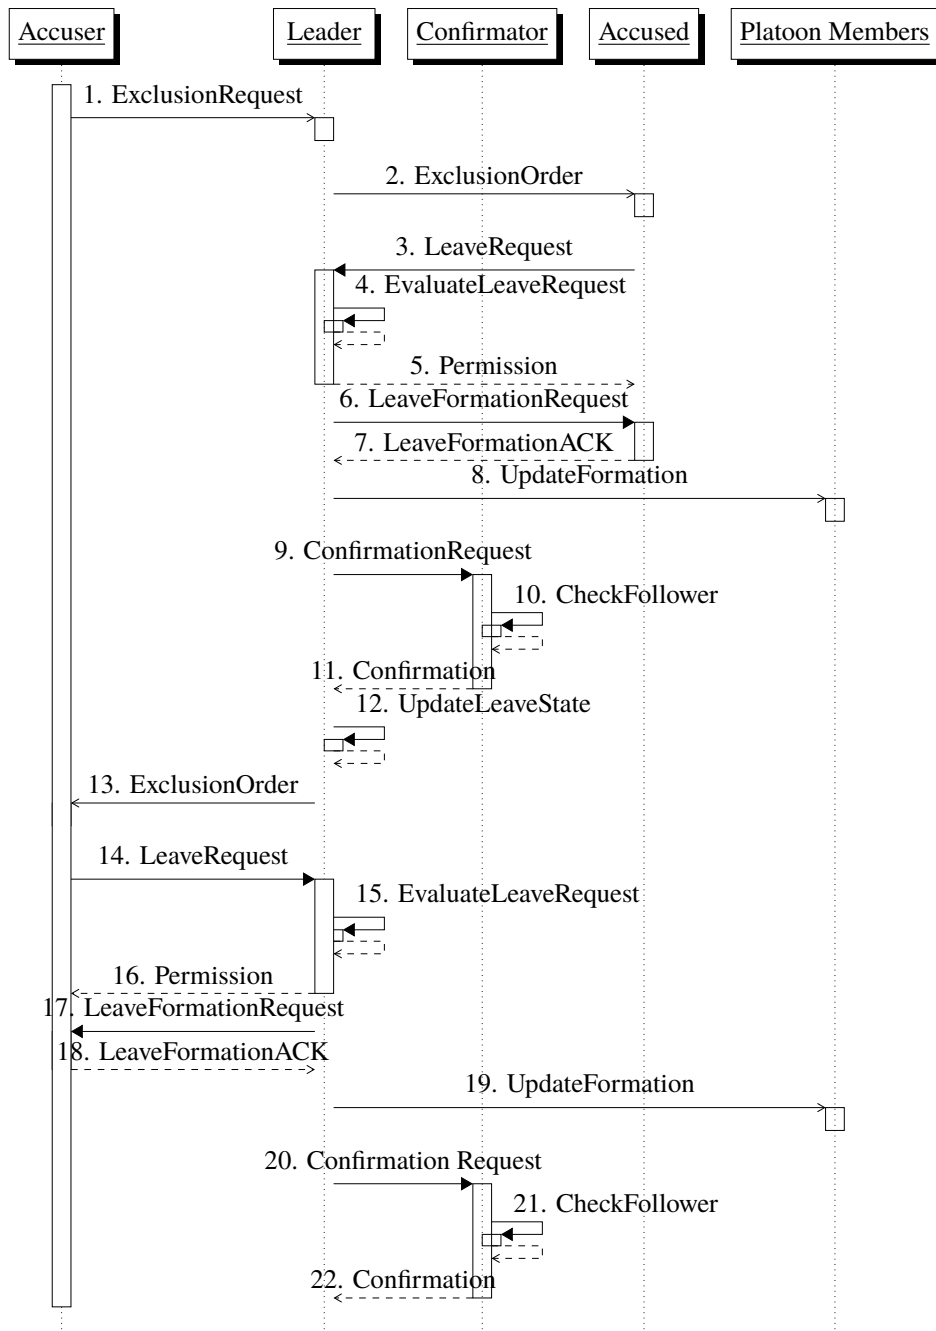 Accuser
Leader
Confirmator
Accused
Platoon Members
1. ExclusionRequest
2. ExclusionOrder
3. LeaveRequest
4. EvaluateLeaveRequest
5. Permission
6. LeaveFormationRequest
7. LeaveFormationACK
8. UpdateFormation
9. ConfirmationRequest
10. CheckFollower
11. Confirmation
12. UpdateLeaveState
13. ExclusionOrder
14. LeaveRequest
15. EvaluateLeaveRequest
16. Permission
17. LeaveFormationRequest
18. LeaveFormationACK
19. UpdateFormation
20. Confirmation Request
21. CheckFollower
22. Confirmation